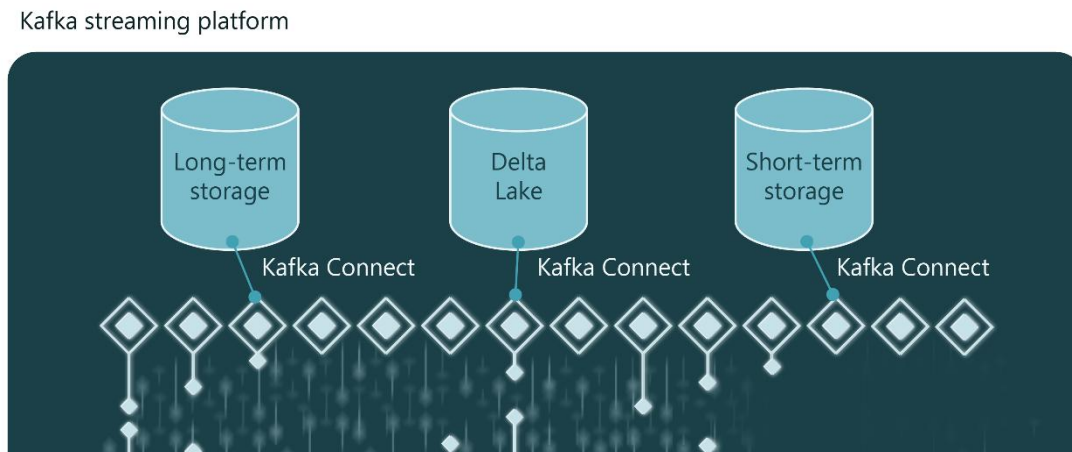 Kafka streaming platform
Long-term
storage
Delta
Lake
Short-term
storage
Kafka Connect
Kafka Connect
Kafka Connect